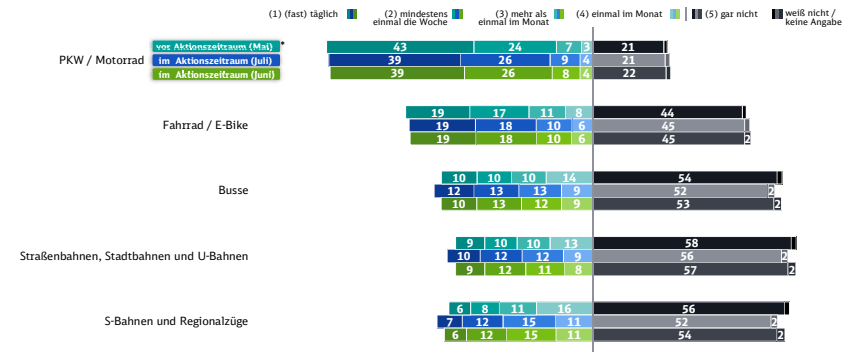 (1) (fast) täglich
(2) mindestens
einmal die Woche
(3) mehr als
einmal im Monat
(4) einmal im Monat
(5) gar nicht
weiß nicht /
keine Angabe
PKW / Motorrad
vor Aktionszeitraum (Mai) *
43 24 7 3 21
im Aktionszeitraum (Juli)
39 26 9 4 21
im Aktionszeitraum (Juni)
39 26 8 4 22
Fahrrad / E-Bike
19 17 11 8 44
19 18 10 6 45
19 18 10 6 45 2
Busse
10 10 10 14 54
12 13 13 9 52 2
10 13 12 9 53 2
Straßenbahnen, Stadtbahnen und U-Bahnen
9 10 10 13 58
10 12 12 9 56 2
9 12 11 8 57 2
S-Bahnen und Regionalzüge
6 8 11 16 56
7 12 15 11 52 2
6 12 15 11 54 2